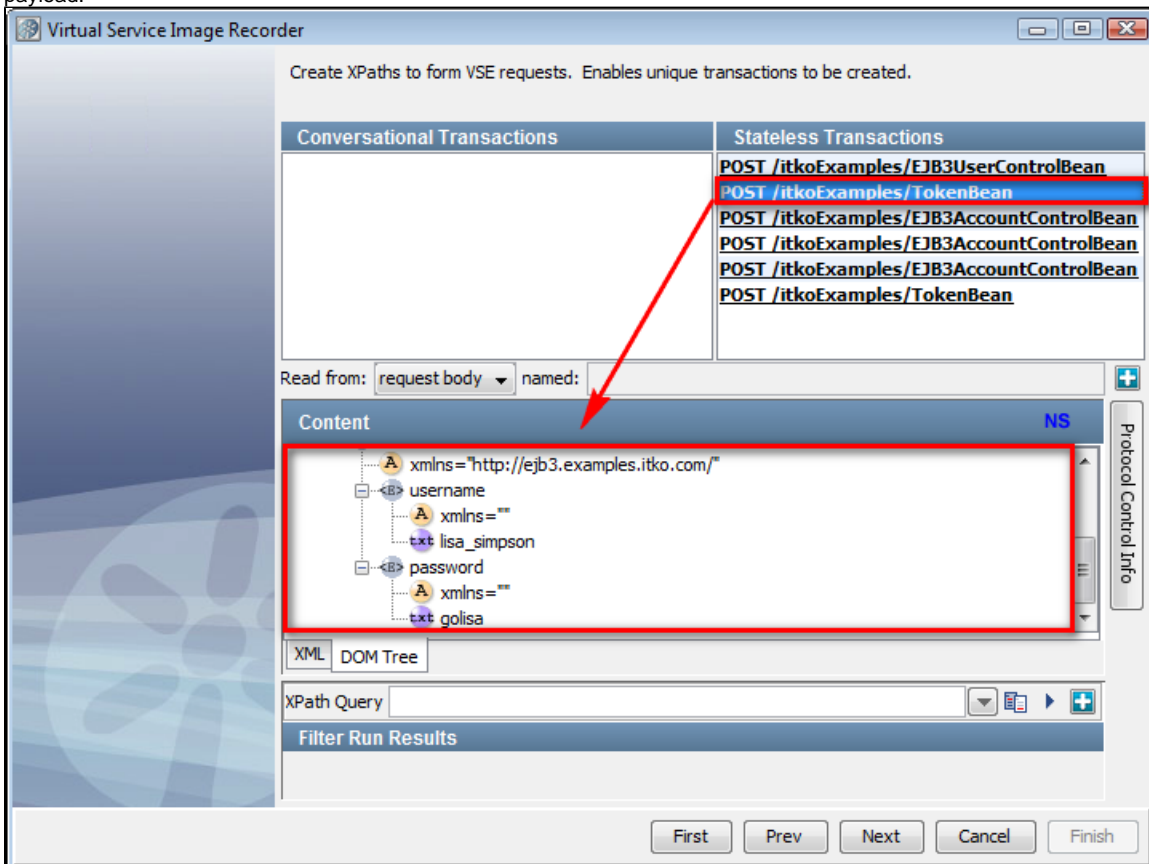 payload.
Virtual Service Image Recorder
Create XPaths to form VSE requests.  Enables unique transactions to be created.
Conversational Transactions
Stateless Transactions
POST /itkoExamples/EJB3UserControlBean
POST /itkoExamples/TokenBean
POST /itkoExamples/EJB3AccountControlBean
POST /itkoExamples/EJB3AccountControlBean
POST /itkoExamples/EJB3AccountControlBean
POST /itkoExamples/TokenBean
Read from: request body named:
Content NS
Protocol Control Info
A xmlns="http://ejb3.examples.itko.com/"
<E> username
A xmlns=""
txt lisa_simpson
<E> password
A xmlns=""
txt golisa
XML DOM Tree
XPath Query
Filter Run Results
First Prev Next Cancel Finish